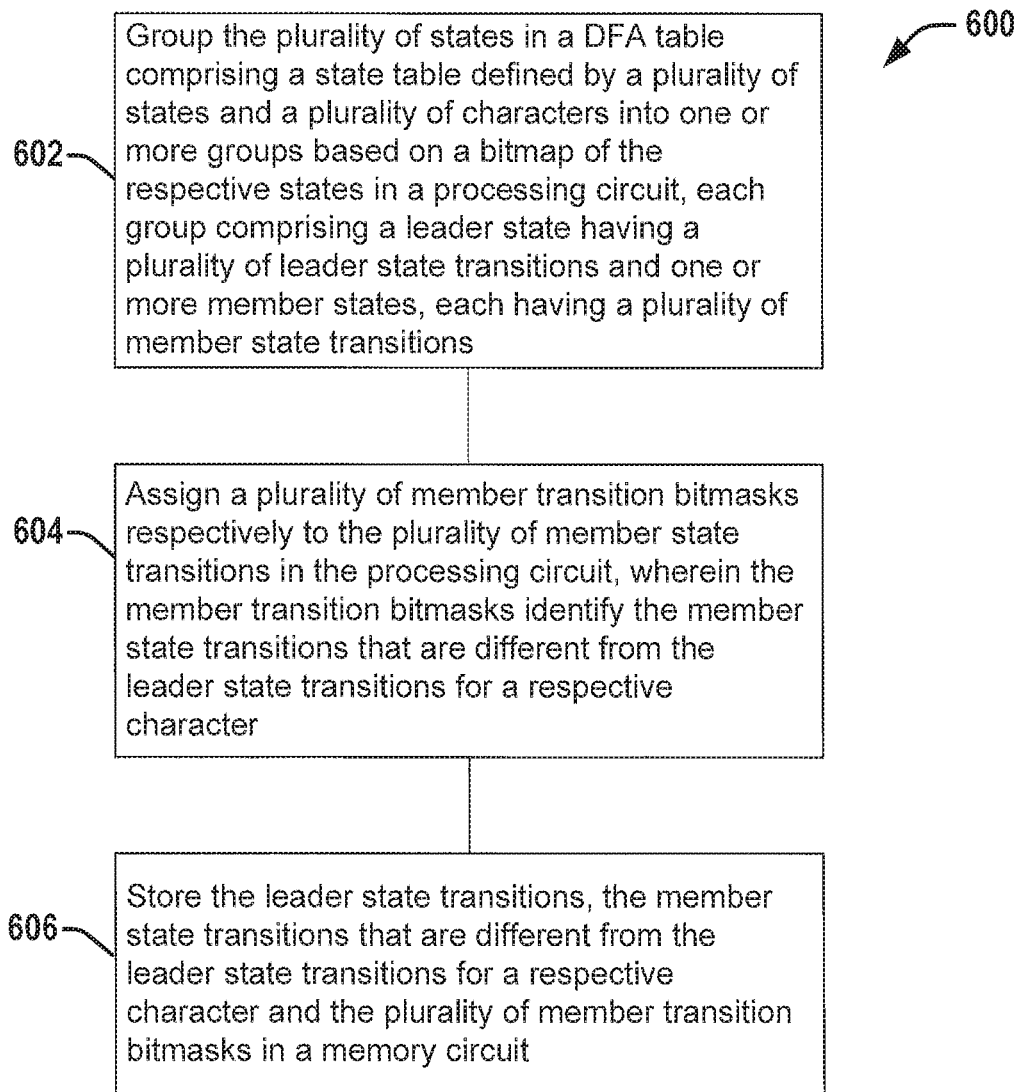 600
Group the plurality of states in a DFA table
comprising a state table defined by a plurality of
states and a plurality of characters into one or
more groups based on a bitmap of the
respective states in a processing circuit, each
group comprising a leader state having a
plurality of leader state transitions and one or
more member states, each having a plurality of
member state transitions
602
Assign a plurality of member transition bitmasks
respectively to the plurality of member state
transitions in the processing circuit, wherein the
member transition bitmasks identify the member
state transitions that are different from the
leader state transitions for a respective
character
604
Store the leader state transitions, the member
state transitions that are different from the
leader state transitions for a respective
character and the plurality of member transition
bitmasks in a memory circuit
606